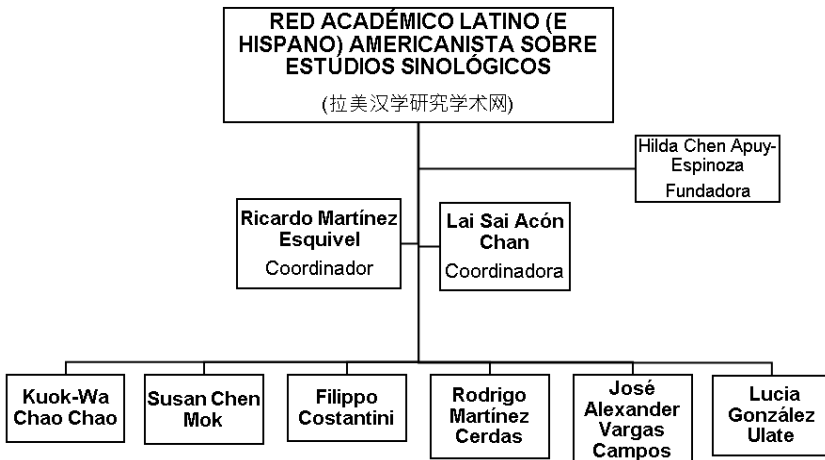 RED ACADÉMICO LATINO (E
HISPANO) AMERICANISTA SOBRE
ESTUDIOS SINOLÓGICOS
(拉美汉学研究学术网)
Hilda Chen Apuy-
Espinoza
Fundadora
Ricardo Martínez
Esquivel
Coordinador
Lai Sai Acón
Chan
Coordinadora
Kuok-Wa
Chao Chao
Susan Chen
Mok
Filippo
Costantini
Rodrigo
Martínez
Cerdas
José
Alexander
Vargas
Campos
Lucia
González
Ulate